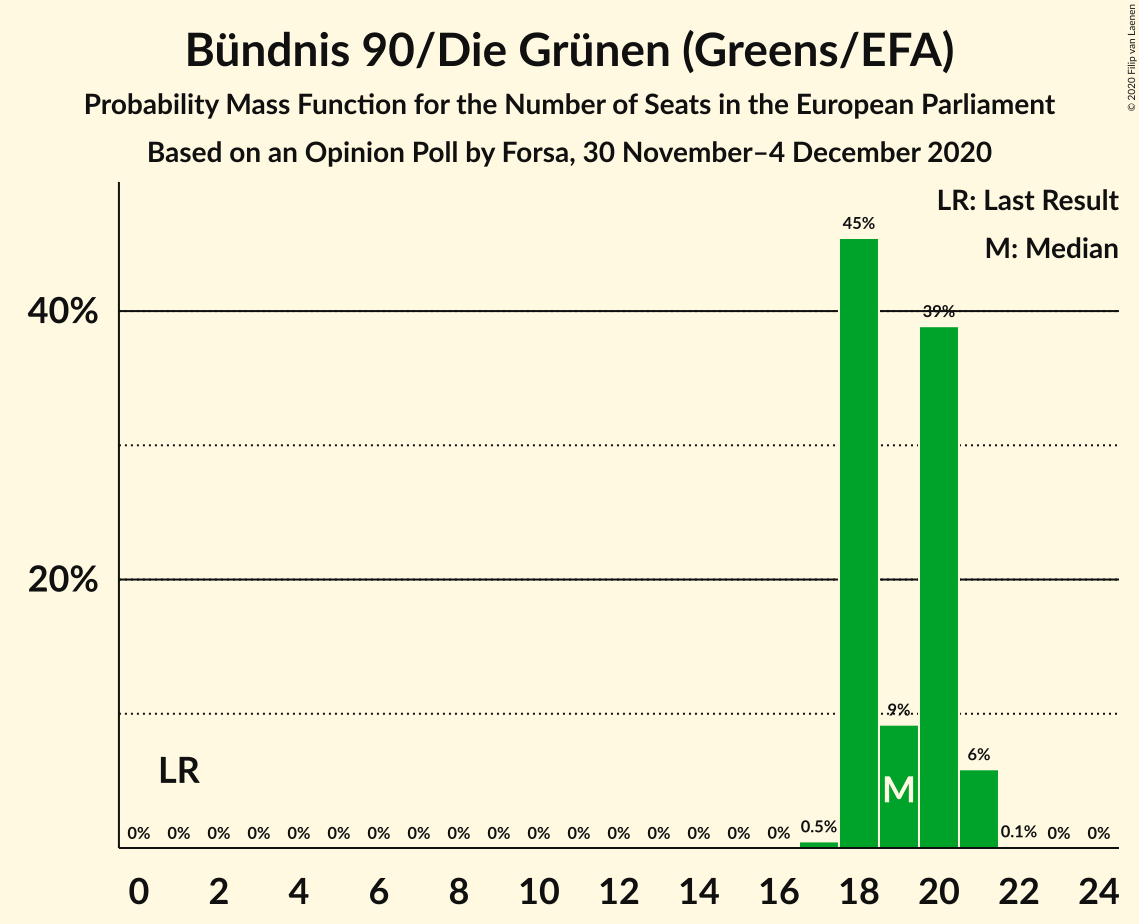 Bündnis 90/Die Grünen (Greens/EFA)
Probability Mass Function for the Number of Seats in the European Parliament
Based on an Opinion Poll by Forsa, 30 November–4 December 2020
© 2020 Filip van Laenen
LR: Last Result
M: Median
45%
40%
39%
20%
9%
6%
LR
M
0% 0% 0% 0% 0% 0% 0% 0% 0% 0% 0% 0% 0% 0% 0% 0% 0% 0.5% 0.1% 0% 0%
0 2 4 6 8 10 12 14 16 18 20 22 24